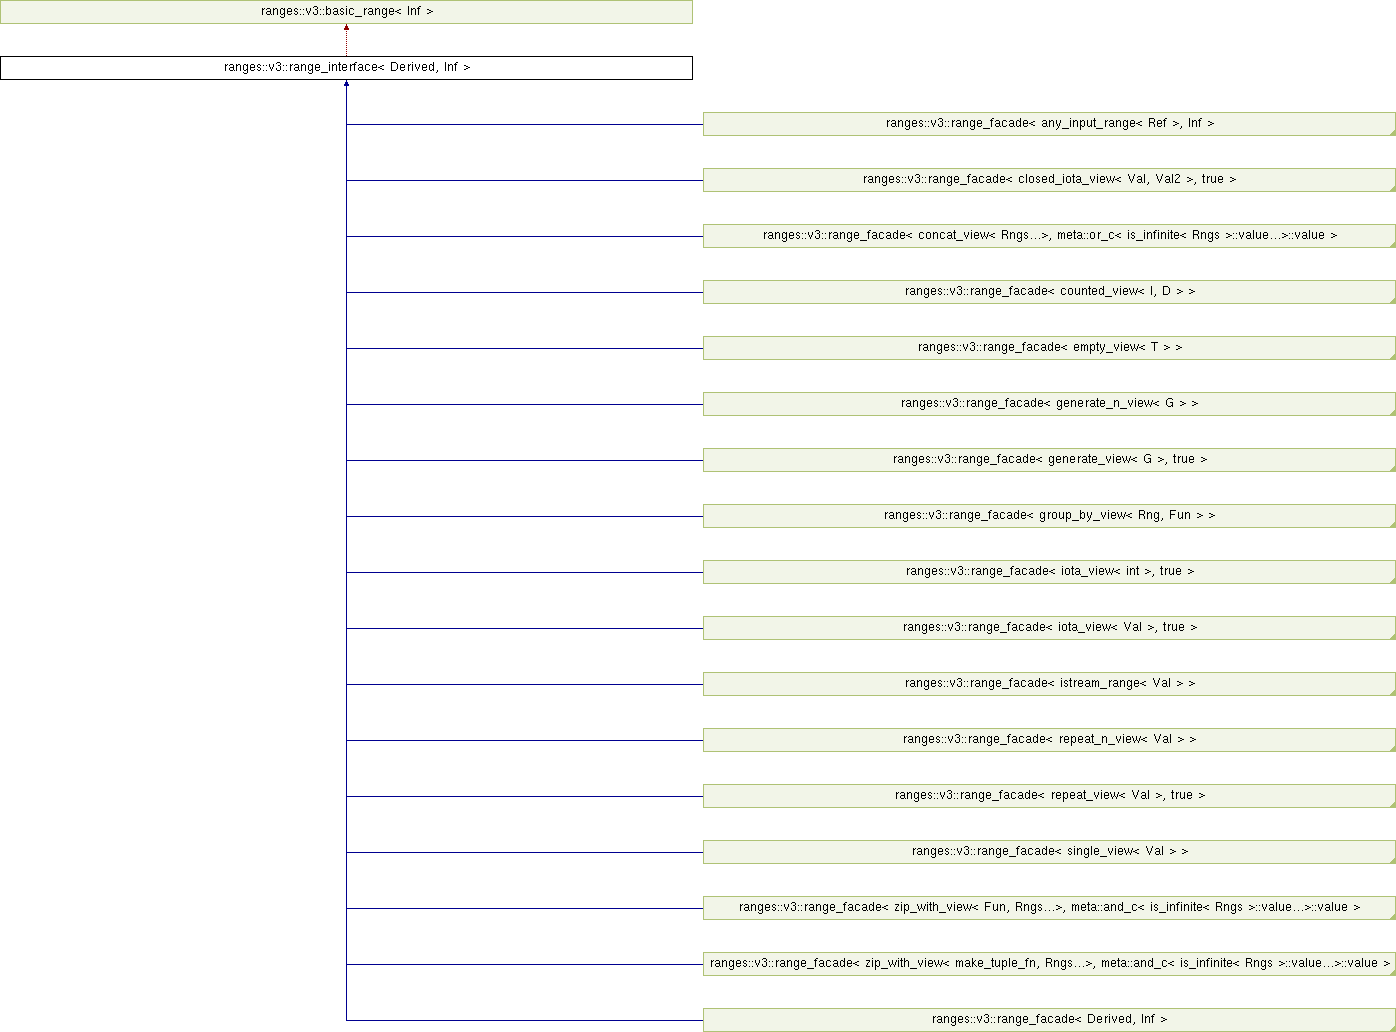 ranges::v3::basic_range< Inf >
ranges::v3::range_interface< Derived, Inf >
ranges::v3::range_facade< any_input_range< Ref >, Inf >
ranges::v3::range_facade< closed_iota_view< Val, Val2 >, true >
ranges::v3::range_facade< concat_view< Rngs...>, meta::or_c< is_infinite< Rngs >::value...>::value >
ranges::v3::range_facade< counted_view< I, D > >
ranges::v3::range_facade< empty_view< T > >
ranges::v3::range_facade< generate_n_view< G > >
ranges::v3::range_facade< generate_view< G >, true >
ranges::v3::range_facade< group_by_view< Rng, Fun > >
ranges::v3::range_facade< iota_view< int >, true >
ranges::v3::range_facade< iota_view< Val >, true >
ranges::v3::range_facade< istream_range< Val > >
ranges::v3::range_facade< repeat_n_view< Val > >
ranges::v3::range_facade< repeat_view< Val >, true >
ranges::v3::range_facade< single_view< Val > >
ranges::v3::range_facade< zip_with_view< Fun, Rngs...>, meta::and_c< is_infinite< Rngs >::value...>::value >
ranges::v3::range_facade< zip_with_view< make_tuple_fn, Rngs...>, meta::and_c< is_infinite< Rngs >::value...>::value >
ranges::v3::range_facade< Derived, Inf >